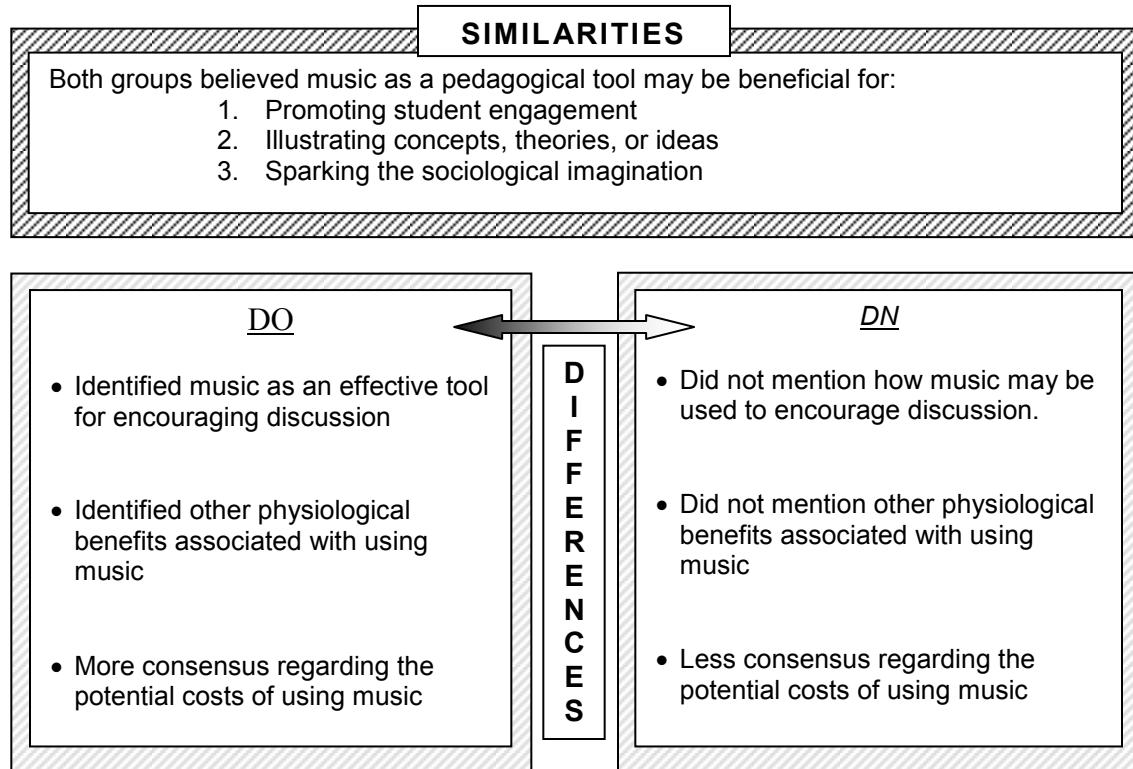 SIMILARITIES
Both groups believed music as a pedagogical tool may be beneficial for:
1. Promoting student engagement
2. Illustrating concepts, theories, or ideas
3. Sparking the sociological imagination
DO
• Identified music as an effective tool
for encouraging discussion
• Identified other physiological
benefits associated with using
music
• More consensus regarding the
potential costs of using music
D
I
F
F
E
R
E
N
C
E
S
DN
• Did not mention how music may be
used to encourage discussion.
• Did not mention other physiological
benefits associated with using
music
• Less consensus regarding the
potential costs of using music